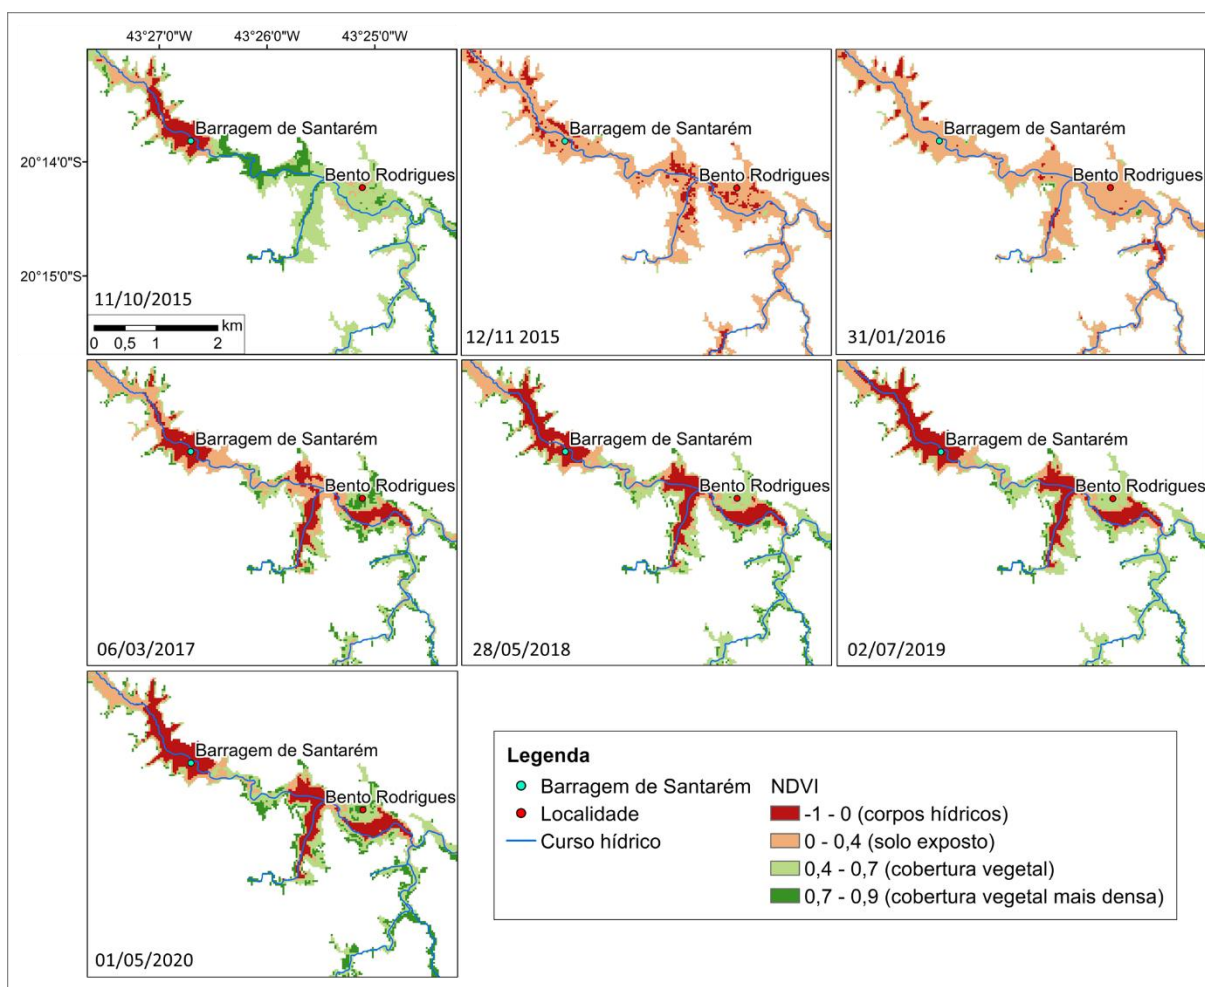 43°27'0"W 43°26'0"W 43°25'0"W
20°14'0"S
20°15'0"S
Barragem de Santarém
Bento Rodrigues
11/10/2015
km
0 0,5 1 2
Barragem de Santarém
Bento Rodrigues
12/11 2015
Barragem de Santarém
Bento Rodrigues
31/01/2016
Barragem de Santarém
Bento Rodrigues
06/03/2017
Barragem de Santarém
Bento Rodrigues
28/05/2018
Barragem de Santarém
Bento Rodrigues
02/07/2019
Barragem de Santarém
Bento Rodrigues
01/05/2020
Legenda
Barragem de Santarém
Localidade
Curso hídrico
NDVI
-1 - 0 (corpos hídricos)
0 - 0,4 (solo exposto)
0,4 - 0,7 (cobertura vegetal)
0,7 - 0,9 (cobertura vegetal mais densa)